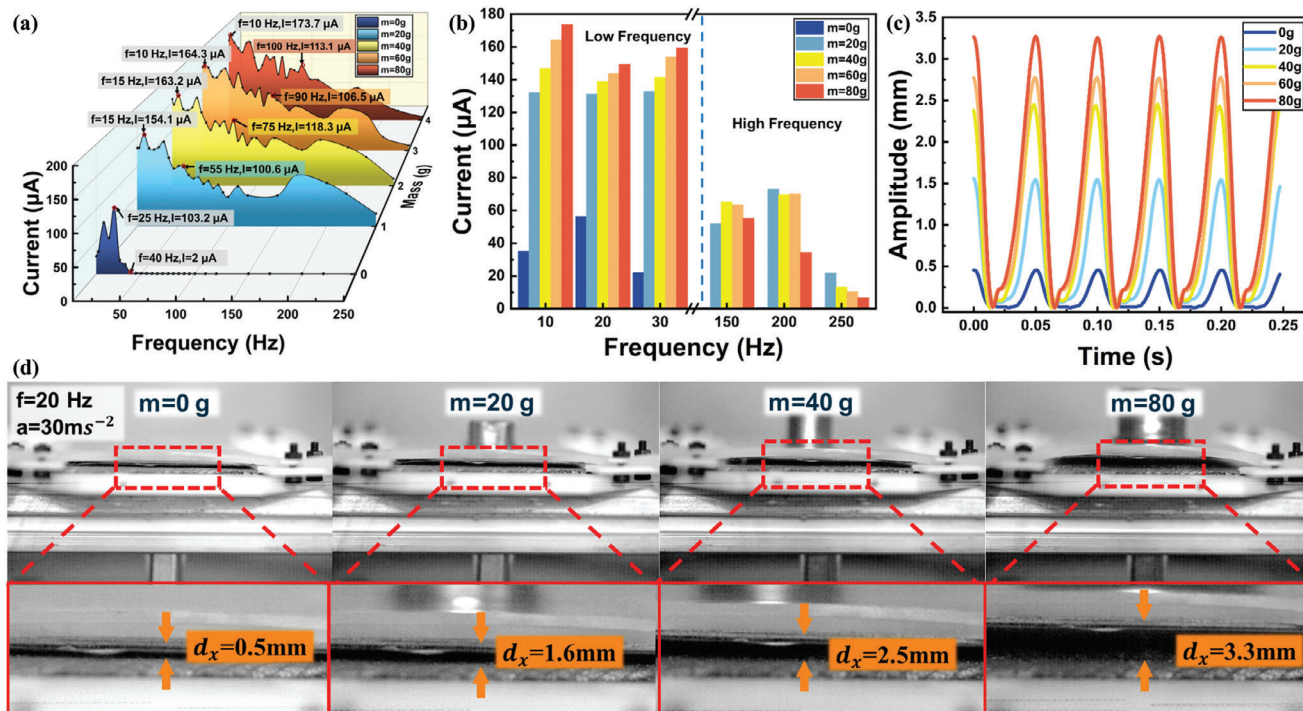 (a)
f=10 Hz,I=173.7 μA
f=10 Hz,I=164.3 μA
f=100 Hz,I=113.1 μA
f=15 Hz,I=163.2 μA
f=90 Hz,I=106.5 μA
f=15 Hz,I=154.1 μA
f=75 Hz,I=118.3 μA
f=55 Hz,I=100.6 μA
f=25 Hz,I=103.2 μA
f=40 Hz,I=2 μA
m=0g
m=20g
m=40g
m=60g
m=80g
Current (μA)
200
150
100
50
0
50 100 150 200 250
Frequency (Hz)
0
1
2
3
4
Mass (g)
(b)
Current (μA)
180
160
140
120
100
80
60
40
20
0
Low Frequency
High Frequency
m=0g
m=20g
m=40g
m=60g
m=80g
10 20 30 150 200 250
Frequency (Hz)
(c)
Amplitude (mm)
3.5
3.0
2.5
2.0
1.5
1.0
0.5
0.0
0g
20g
40g
60g
80g
0.00 0.05 0.10 0.15 0.20 0.25
Time (s)
(d)
f=20 Hz
a=30ms⁻²
m=0 g
m=20 g
m=40 g
m=80 g
dₓ=0.5mm
dₓ=1.6mm
dₓ=2.5mm
dₓ=3.3mm